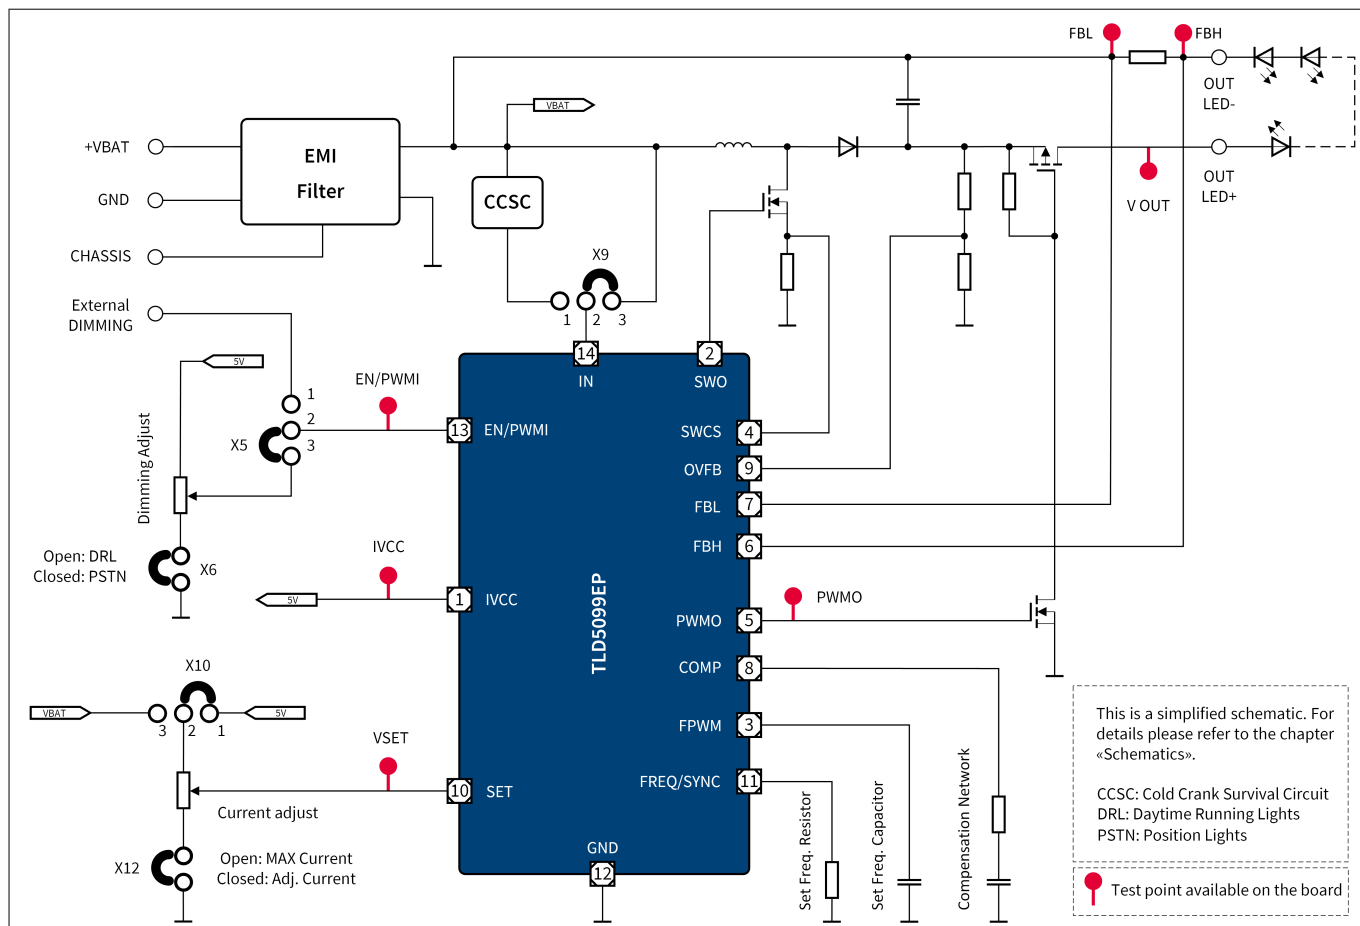 FBL
FBH
OUT
LED-
VBAT
+VBAT
EMI
Filter
GND
CCSC
OUT
LED+
V OUT
CHASSIS
X9
External
DIMMING
1
2
3
5V
14
2
IN
SWO
EN/PWMI
1
2
3
X5
13
EN/PWMI
SWCS
4
OVFB
9
Dimming Adjust
FBL
7
FBH
6
Open: DRL
Closed: PSTN
X6
IVCC
5V
1
IVCC
TLD5099EP
PWMO
PWMO
5
COMP
8
X10
VBAT
3
2
1
5V
FPWM
3
VSET
FREQ/SYNC
11
10
SET
Current adjust
GND
12
X12
Open: MAX Current
Closed: Adj. Current
Set Freq. Resistor
Set Freq. Capacitor
Compensation Network
This is a simplified schematic. For
details please refer to the chapter
«Schematics».
CCSC: Cold Crank Survival Circuit
DRL: Daytime Running Lights
PSTN: Position Lights
Test point available on the board